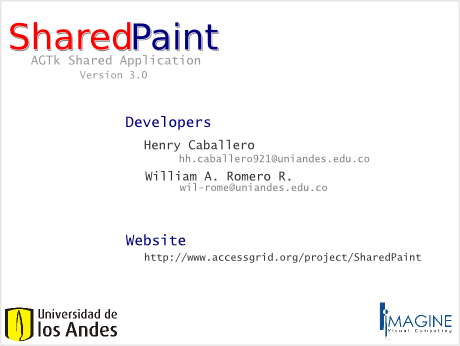 SharedPaint
AGTk Shared Application
Version 3.0
Developers
Henry Caballero
hh.caballero921@uniandes.edu.co
William A. Romero R.
wil-rome@uniandes.edu.co
Website
http://www.accessgrid.org/project/SharedPaint
Universidad de
los Andes
IMAGINE
Visual Computing